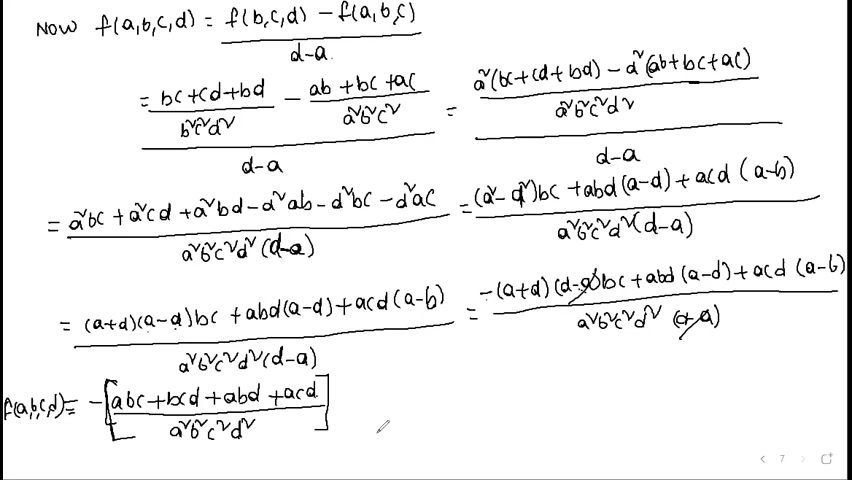 Now f(a,b,c,d) = f(b,c,d) - f(a,b,c) / d-a
= bc+cd+bd / b²c²d² - ab+bc+ac / a²b²c² / d-a = a²(bc+cd+bd) - d²(ab+bc+ac) / a²b²c²d² / d-a
= a²bc + a²cd + a²bd - d²ab - d²bc - d²ac / a²b²c²d²(d-a) = (a²-d²)bc + abd(a-d) + acd(a-b) / a²b²c²d²(d-a)
= (a+d)(a-d)bc + abd(a-d) + acd(a-b) / a²b²c²d²(d-a) = -(a+d)(d-a)bc + abd(a-d) + acd(a-b) / a²b²c²d²(d-a)
f(a,b,c,d) = -[abc + bcd + abd + acd / a²b²c²d²]
7